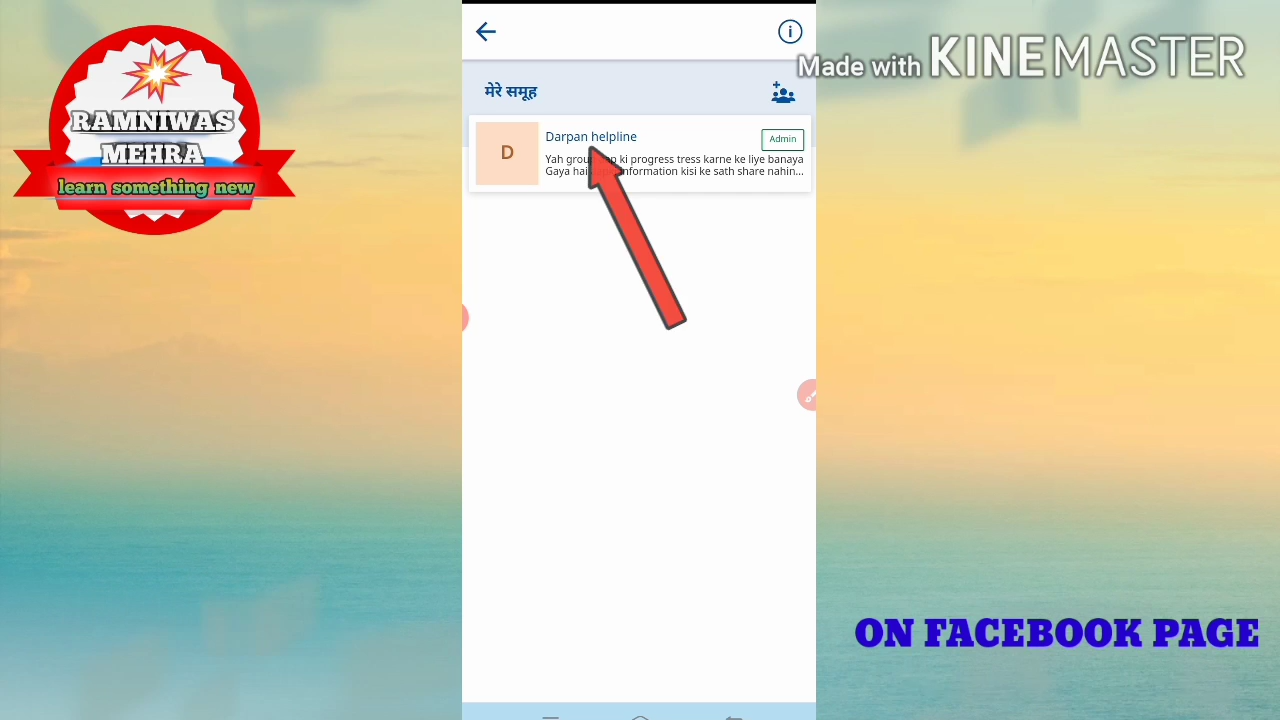 RAMNIWAS
MEHRA
learn something new
i
Made with KINEMASTER
मेरे समूह
D
Darpan helpline
Admin
Yah ki progress tress karne ke liye banaya
Gaya hai nformation kisi ke sath share nahin...
ON FACEBOOK PAGE